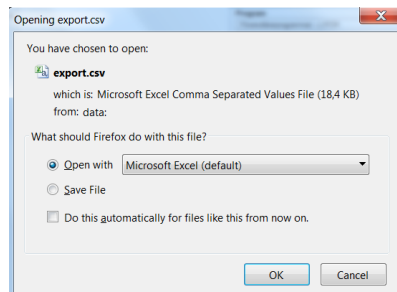 Opening export.csv
You have chosen to open:
export.csv
which is: Microsoft Excel Comma Separated Values File (18,4 KB)
from: data:
What should Firefox do with this file?
Open with Microsoft Excel (default)
Save File
Do this automatically for files like this from now on.
OK Cancel